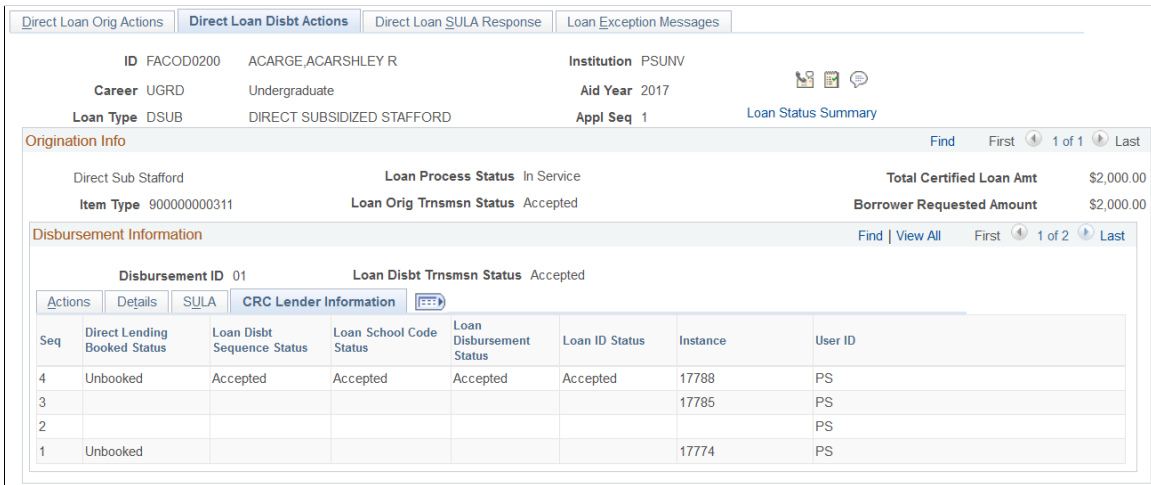 Direct Loan Orig Actions Direct Loan Disbt Actions Direct Loan SULA Response Loan Exception Messages
ID FACOD0200 ACARGE,ACARSHLEY R Institution PSUNV
Career UGRD Undergraduate Aid Year 2017
Loan Type DSUB DIRECT SUBSIDIZED STAFFORD Appl Seq 1 Loan Status Summary
Origination Info Find First 1 of 1 Last
Direct Sub Stafford Loan Process Status In Service Total Certified Loan Amt $2,000.00
Item Type 900000000311 Loan Orig Trnsmsn Status Accepted Borrower Requested Amount $2,000.00
Disbursement Information Find | View All First 1 of 2 Last
Disbursement ID 01 Loan Disbt Trnsmsn Status Accepted
Actions Details SULA CRC Lender Information
Seq Direct Lending Booked Status Loan Disbt Sequence Status Loan School Code Status Loan Disbursement Status Loan ID Status Instance User ID
4 Unbooked Accepted Accepted Accepted Accepted 17788 PS
3 17785 PS
2 PS
1 Unbooked 17774 PS